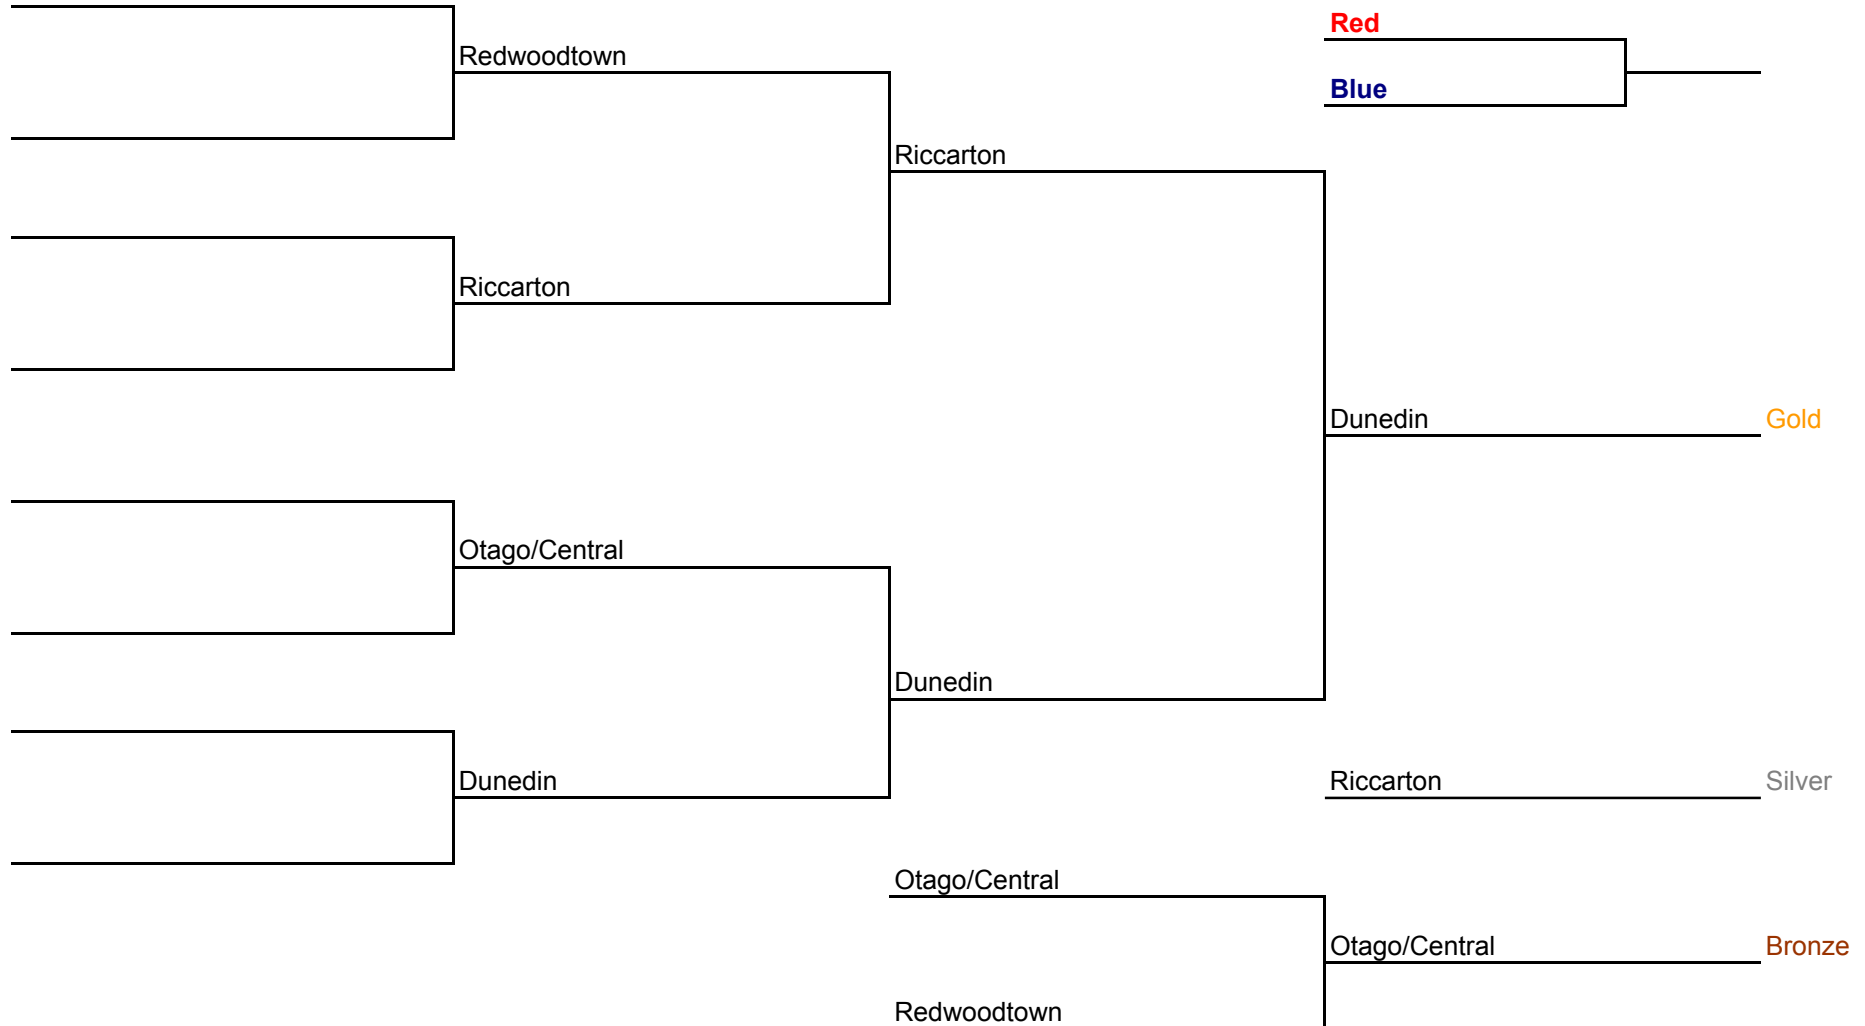 Red
Redwoodtown
Blue
Riccarton
Riccarton
Dunedin Gold
Otago/Central
Dunedin
Dunedin
Riccarton Silver
Otago/Central
Otago/Central Bronze
Redwoodtown